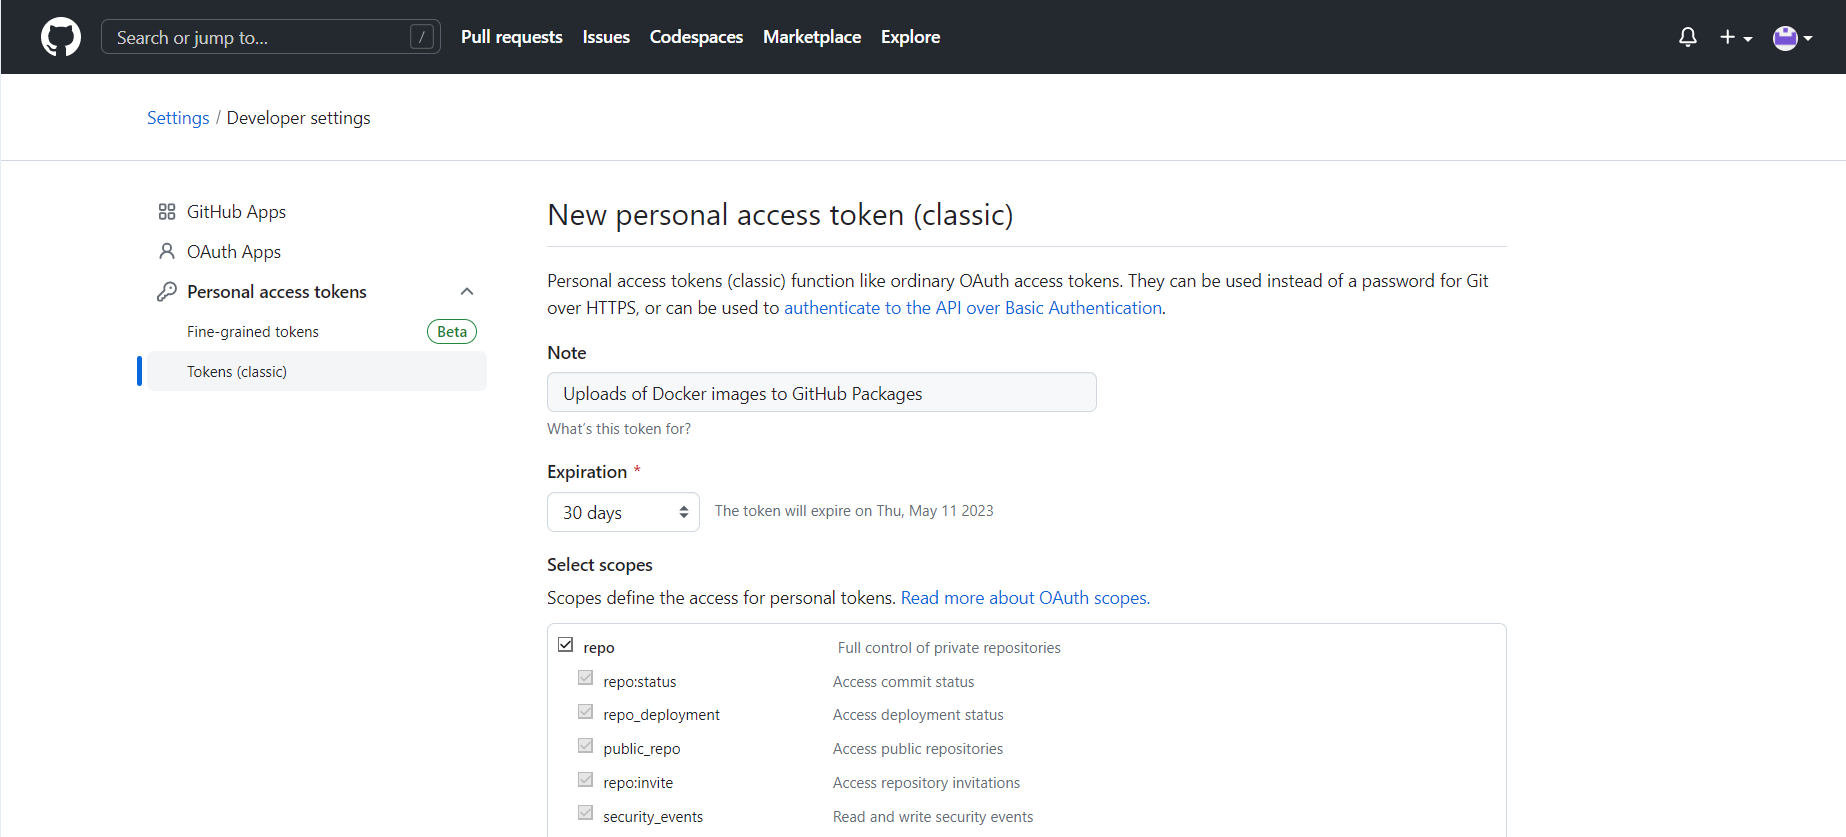 Search or jump to... / Pull requests Issues Codespaces Marketplace Explore
Settings / Developer settings
GitHub Apps
OAuth Apps
Personal access tokens
Fine-grained tokens Beta
Tokens (classic)
New personal access token (classic)
Personal access tokens (classic) function like ordinary OAuth access tokens. They can be used instead of a password for Git
over HTTPS, or can be used to authenticate to the API over Basic Authentication.
Note
Uploads of Docker images to GitHub Packages
What's this token for?
Expiration *
30 days The token will expire on Thu, May 11 2023
Select scopes
Scopes define the access for personal tokens. Read more about OAuth scopes.
repo Full control of private repositories
repo:status Access commit status
repo_deployment Access deployment status
public_repo Access public repositories
repo:invite Access repository invitations
security_events Read and write security events